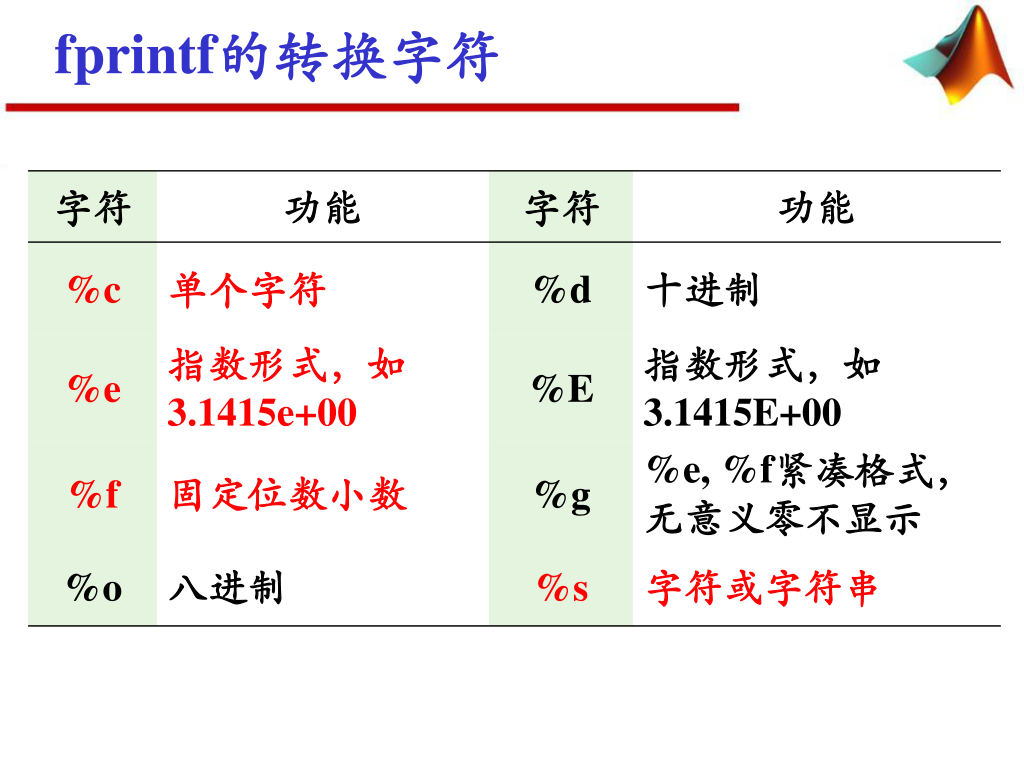 fprintf的转换字符
字符 功能 字符 功能
%c 单个字符 %d 十进制
%e 指数形式，如
3.1415e+00
%E 指数形式，如
3.1415E+00
%f 固定位数小数 %g %e, %f紧凑格式，
无意义零不显示
%o 八进制 %s 字符或字符串